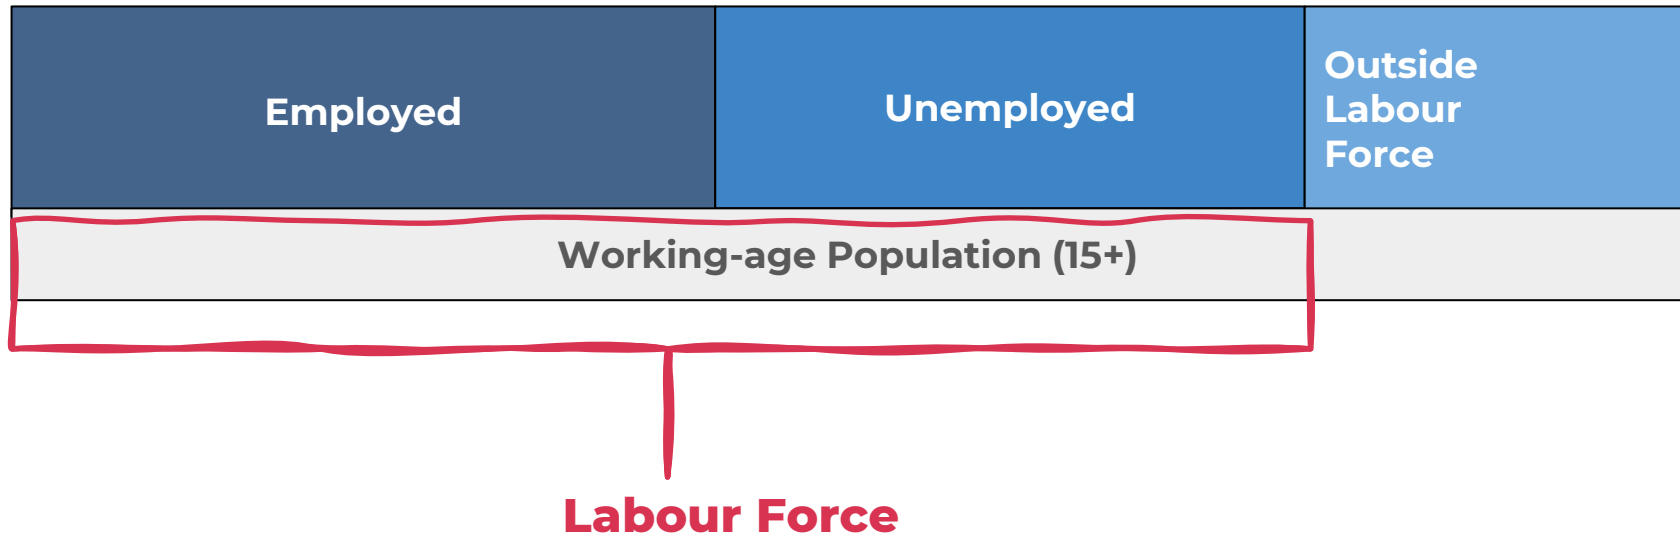 Employed
Unemployed
Outside
Labour
Force
Working-age Population (15+)
Labour Force